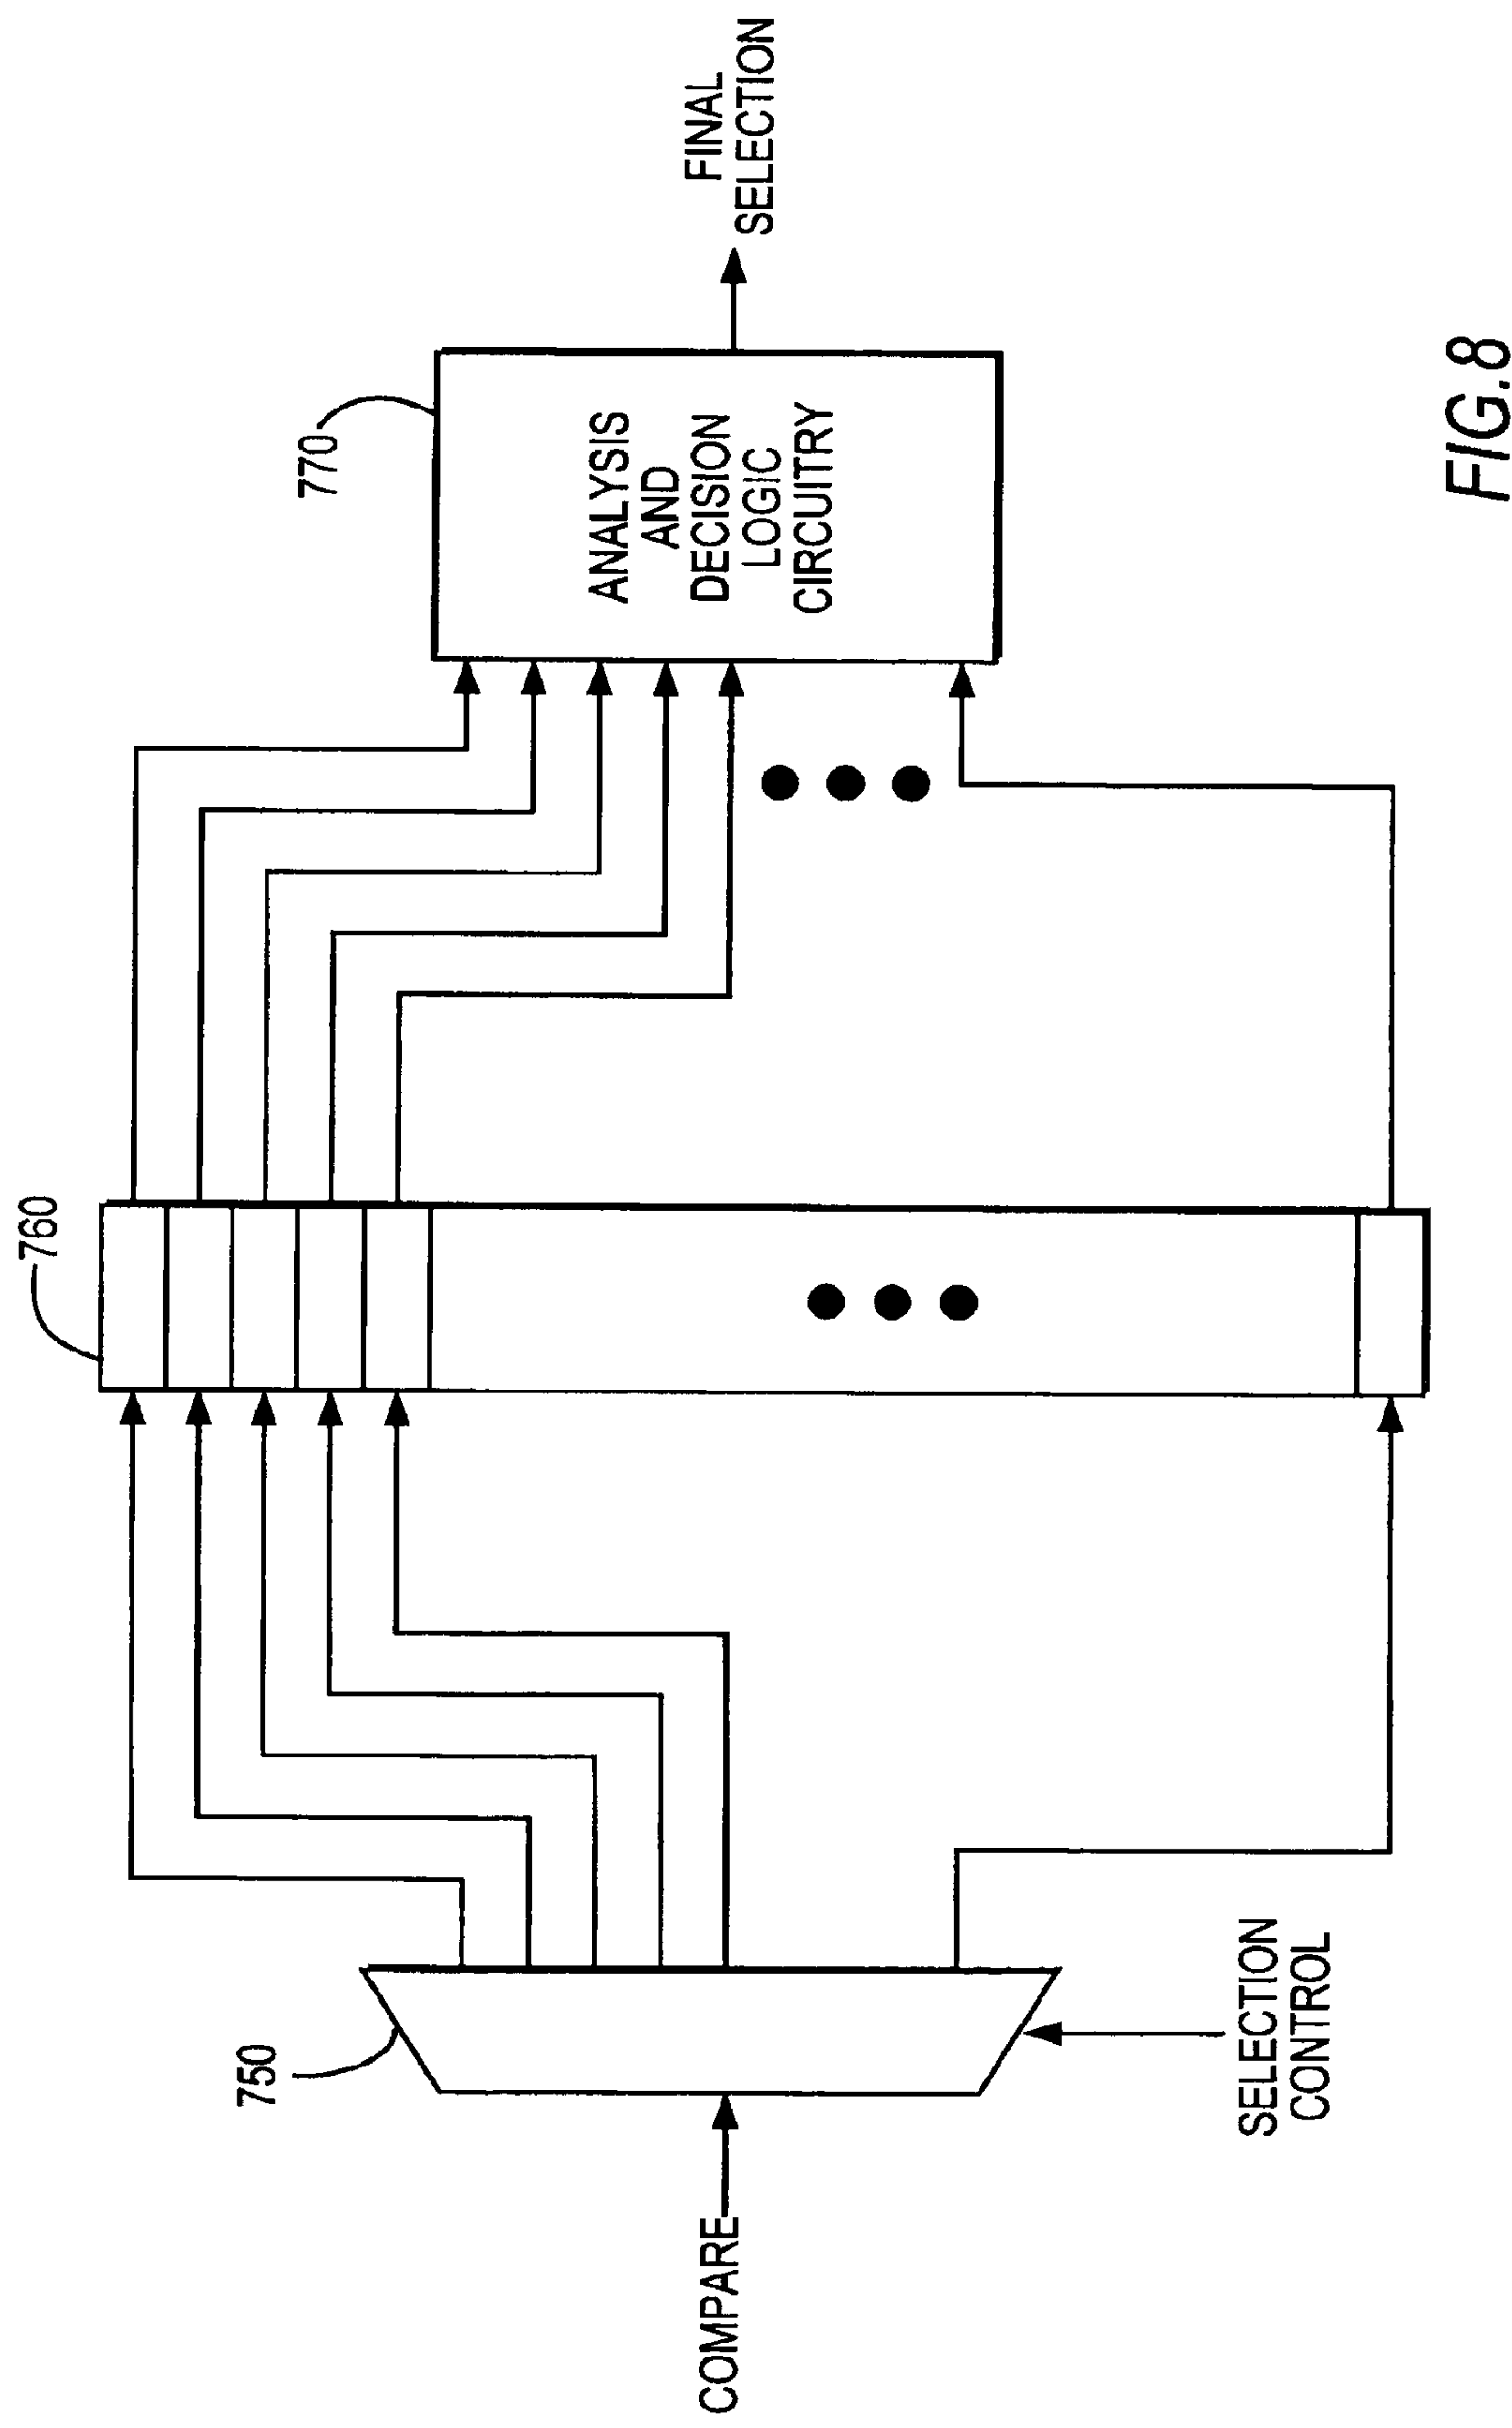 COMPARE
750
SELECTION
CONTROL
760
770
ANALYSIS
AND
DECISION
LOGIC
CIRCUITRY
FINAL
SELECTION
FIG.8